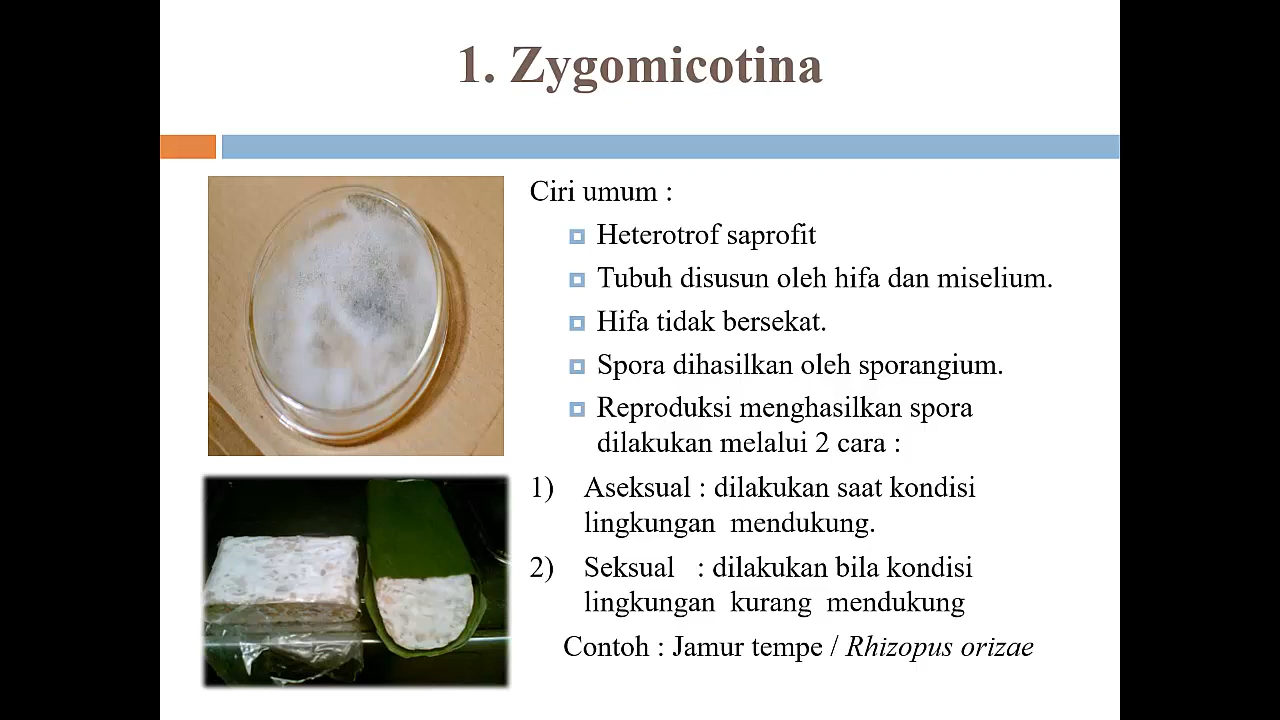 1. Zygomicotina
Ciri umum :
Heterotrof saprofit
Tubuh disusun oleh hifa dan miselium.
Hifa tidak bersekat.
Spora dihasilkan oleh sporangium.
Reproduksi menghasilkan spora
dilakukan melalui 2 cara :
1) Aseksual : dilakukan saat kondisi
lingkungan mendukung.
2) Seksual : dilakukan bila kondisi
lingkungan kurang mendukung
Contoh : Jamur tempe / Rhizopus orizae